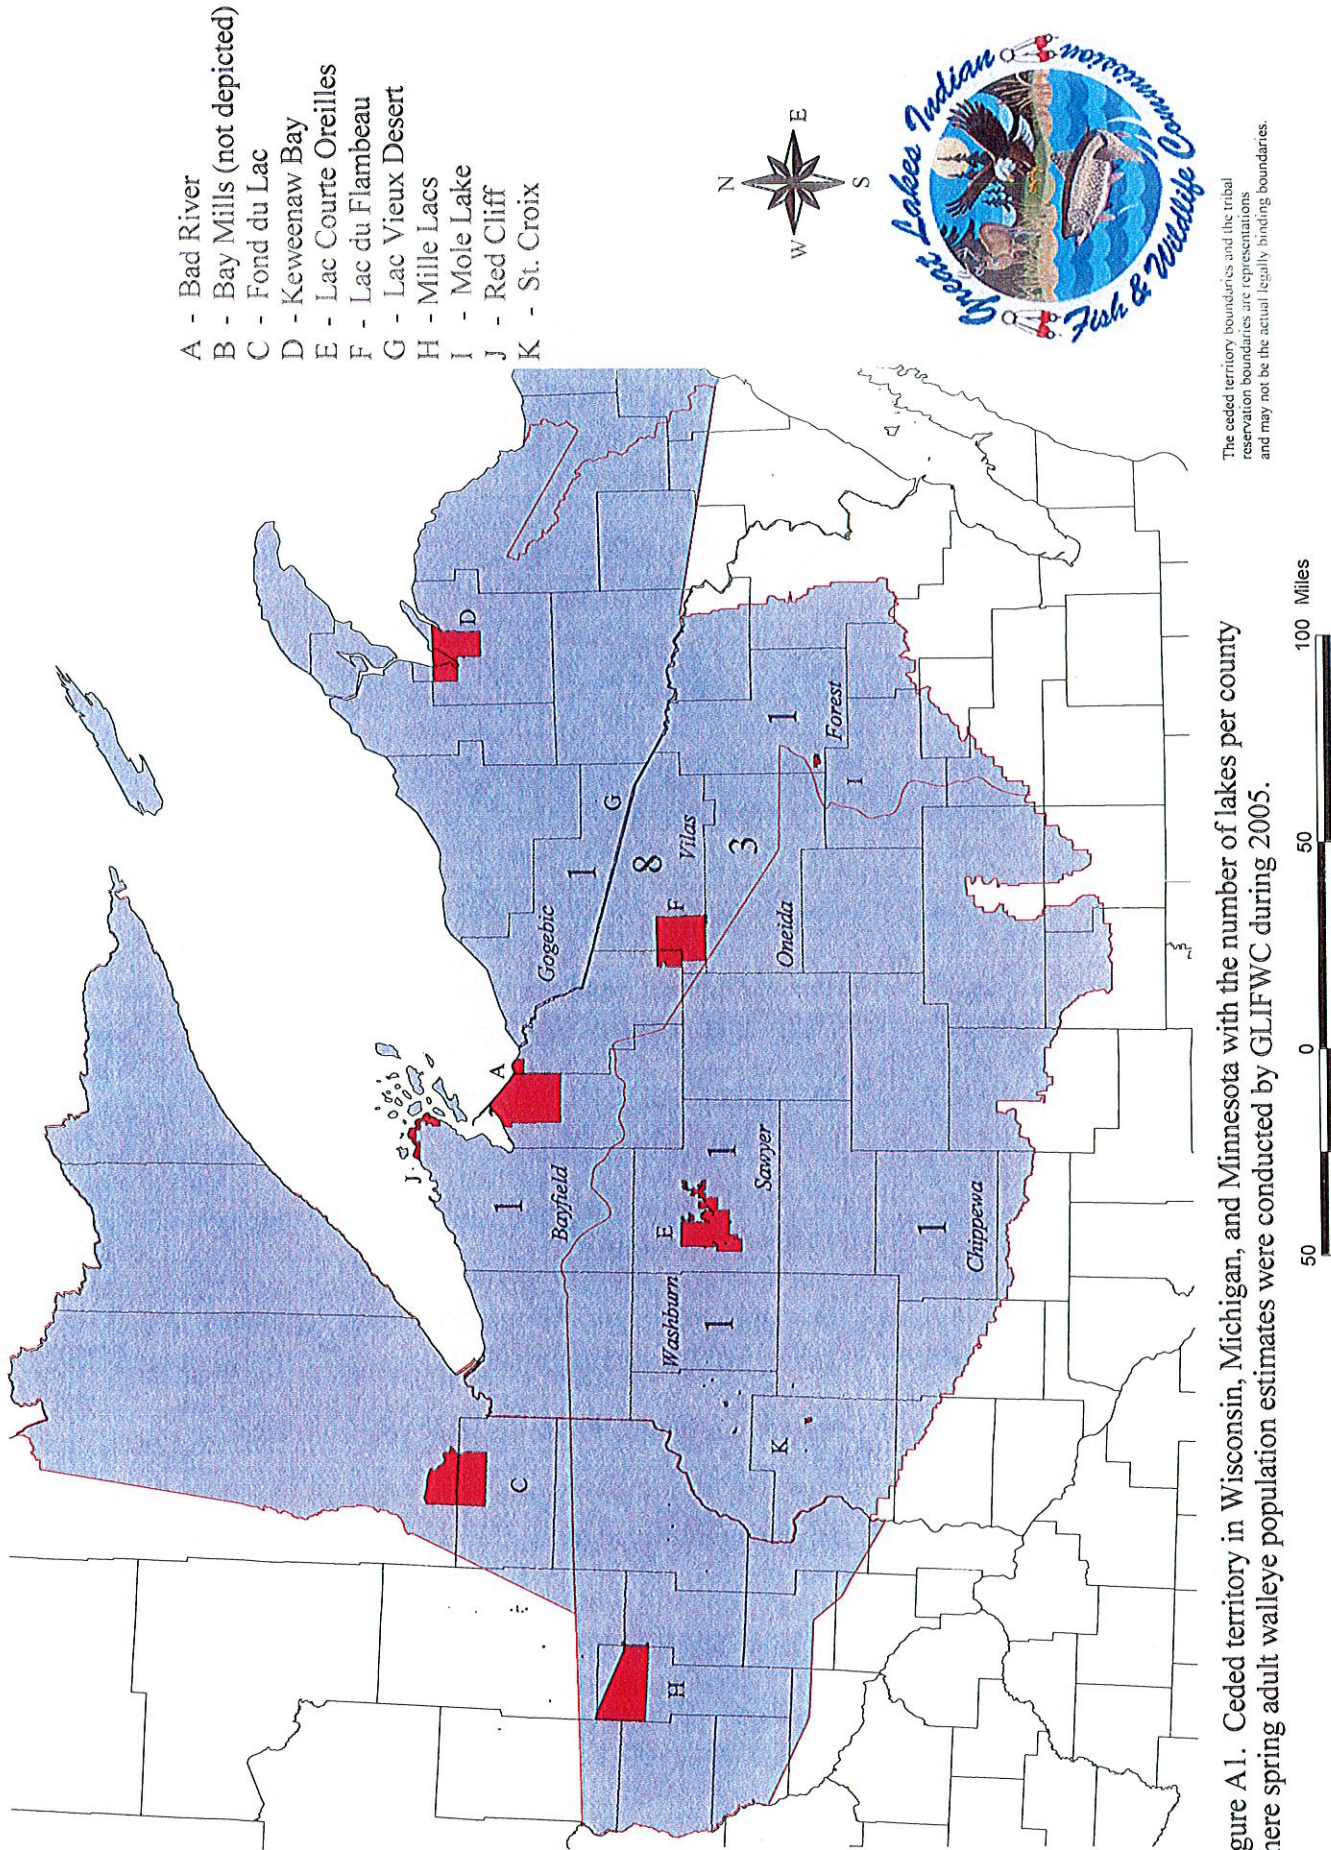 A - Bad River
B - Bay Mills (not depicted)
C - Fond du Lac
D - Keweenaw Bay
E - Lac Courte Oreilles
F - Lac du Flambeau
G - Lac Vieux Desert
H - Mille Lacs
I - Mole Lake
J - Red Cliff
K - St. Croix
N
W
E
S
Great Lakes Indian
Fish & Wildlife Commission
The ceded territory boundaries and the tribal
reservation boundaries are representations
and may not be the actual legally binding boundaries.
D
J
A
C
Gogebic
1
G
1
Bayfield
8
Vilas
F
H
E
Washburn
1
1
Sawyer
3
Oneida
1
Forest
I
K
1
Chippewa
gure A1. Ceded territory in Wisconsin, Michigan, and Minnesota with the number of lakes per county
here spring adult walleye population estimates were conducted by GLIFWC during 2005.
50 0 50 100 Miles